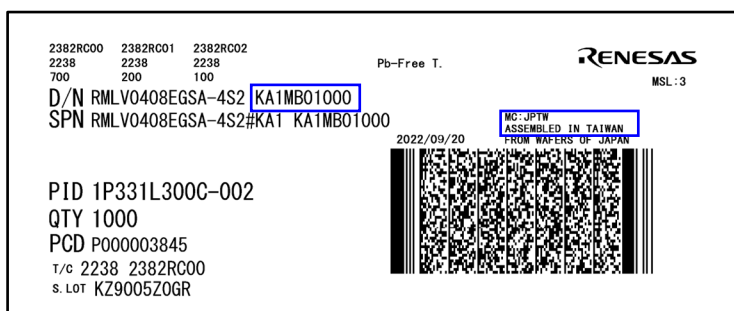 2382RC00 2382RC01 2382RC02
2238 2238 2238
700 200 100
Pb-Free T.
RENESAS
MSL:3
D/N RMLV0408EGSA-4S2 KA1MB01000
SPN RMLV0408EGSA-4S2#KA1 KA1MB01000
MC:JPTW
ASSEMBLED IN TAIWAN
FROM WAFERS OF JAPAN
2022/09/20
PID 1P331L300C-002
QTY 1000
PCD P000003845
T/C 2238 2382RC00
S.LOT KZ9005Z0GR